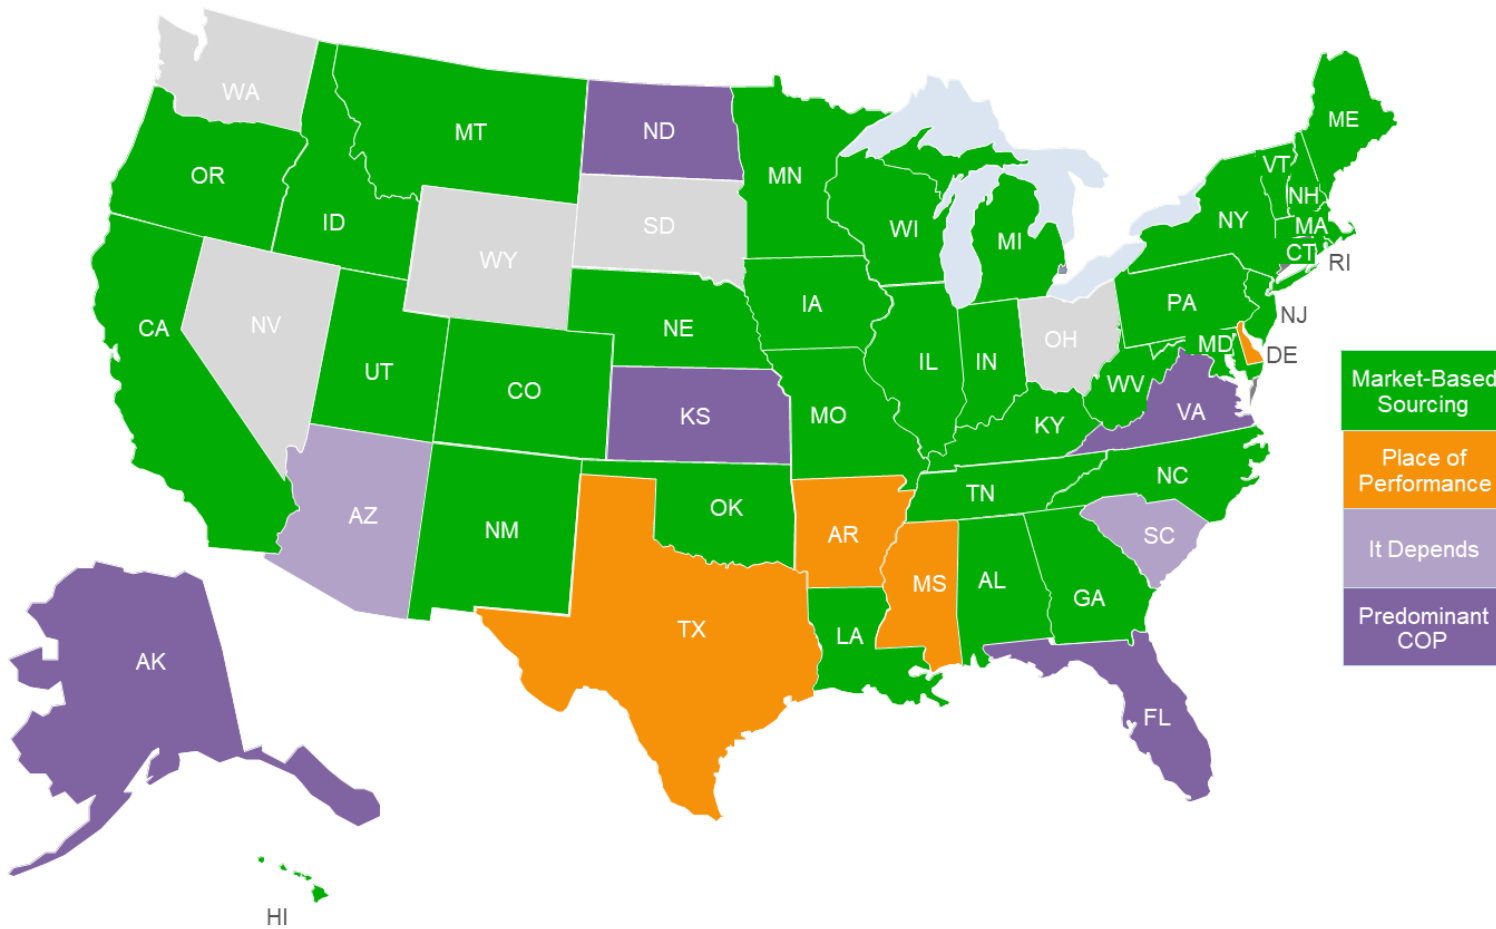 WA
MT
ND
ME
OR
MN
VT
ID
SD
WI
MI
NY
NH
MA
WY
CT
RI
CA
NV
NE
IA
PA
NJ
UT
CO
IL
IN
OH
MD
DE
KS
MO
WV
KY
VA
AZ
NM
OK
TN
NC
AR
SC
TX
MS
AL
GA
LA
AK
FL
HI
Market-Based
Sourcing
Place of
Performance
It Depends
Predominant
COP